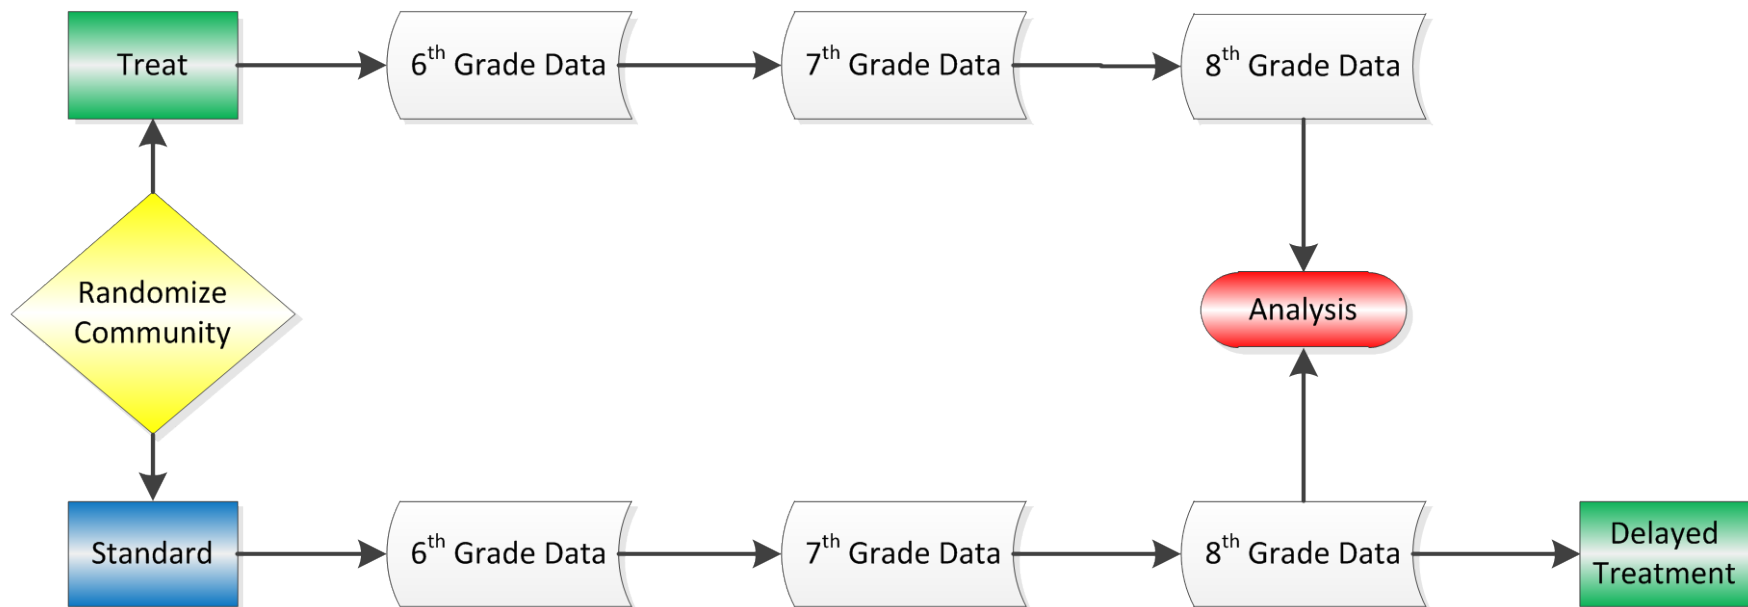 Treat
6th Grade Data
7th Grade Data
8th Grade Data
Randomize
Community
Analysis
Standard
6th Grade Data
7th Grade Data
8th Grade Data
Delayed
Treatment